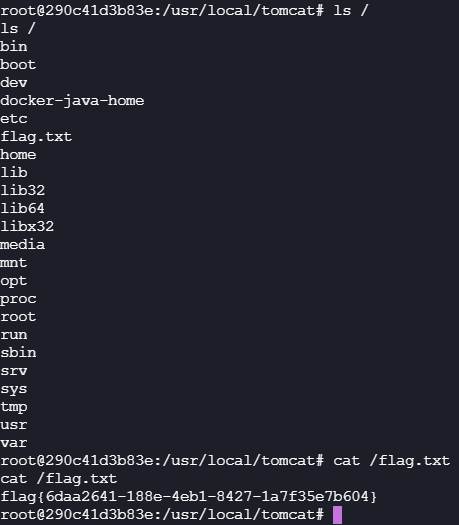 root@290c41d3b83e:/usr/local/tomcat# ls /
ls /
bin
boot
dev
docker-java-home
etc
flag.txt
home
lib
lib32
lib64
libx32
media
mnt
opt
proc
root
run
sbin
srv
sys
tmp
usr
var
root@290c41d3b83e:/usr/local/tomcat# cat /flag.txt
cat /flag.txt
flag{6daa2641-188e-4eb1-8427-1a7f35e7b604}
root@290c41d3b83e:/usr/local/tomcat#